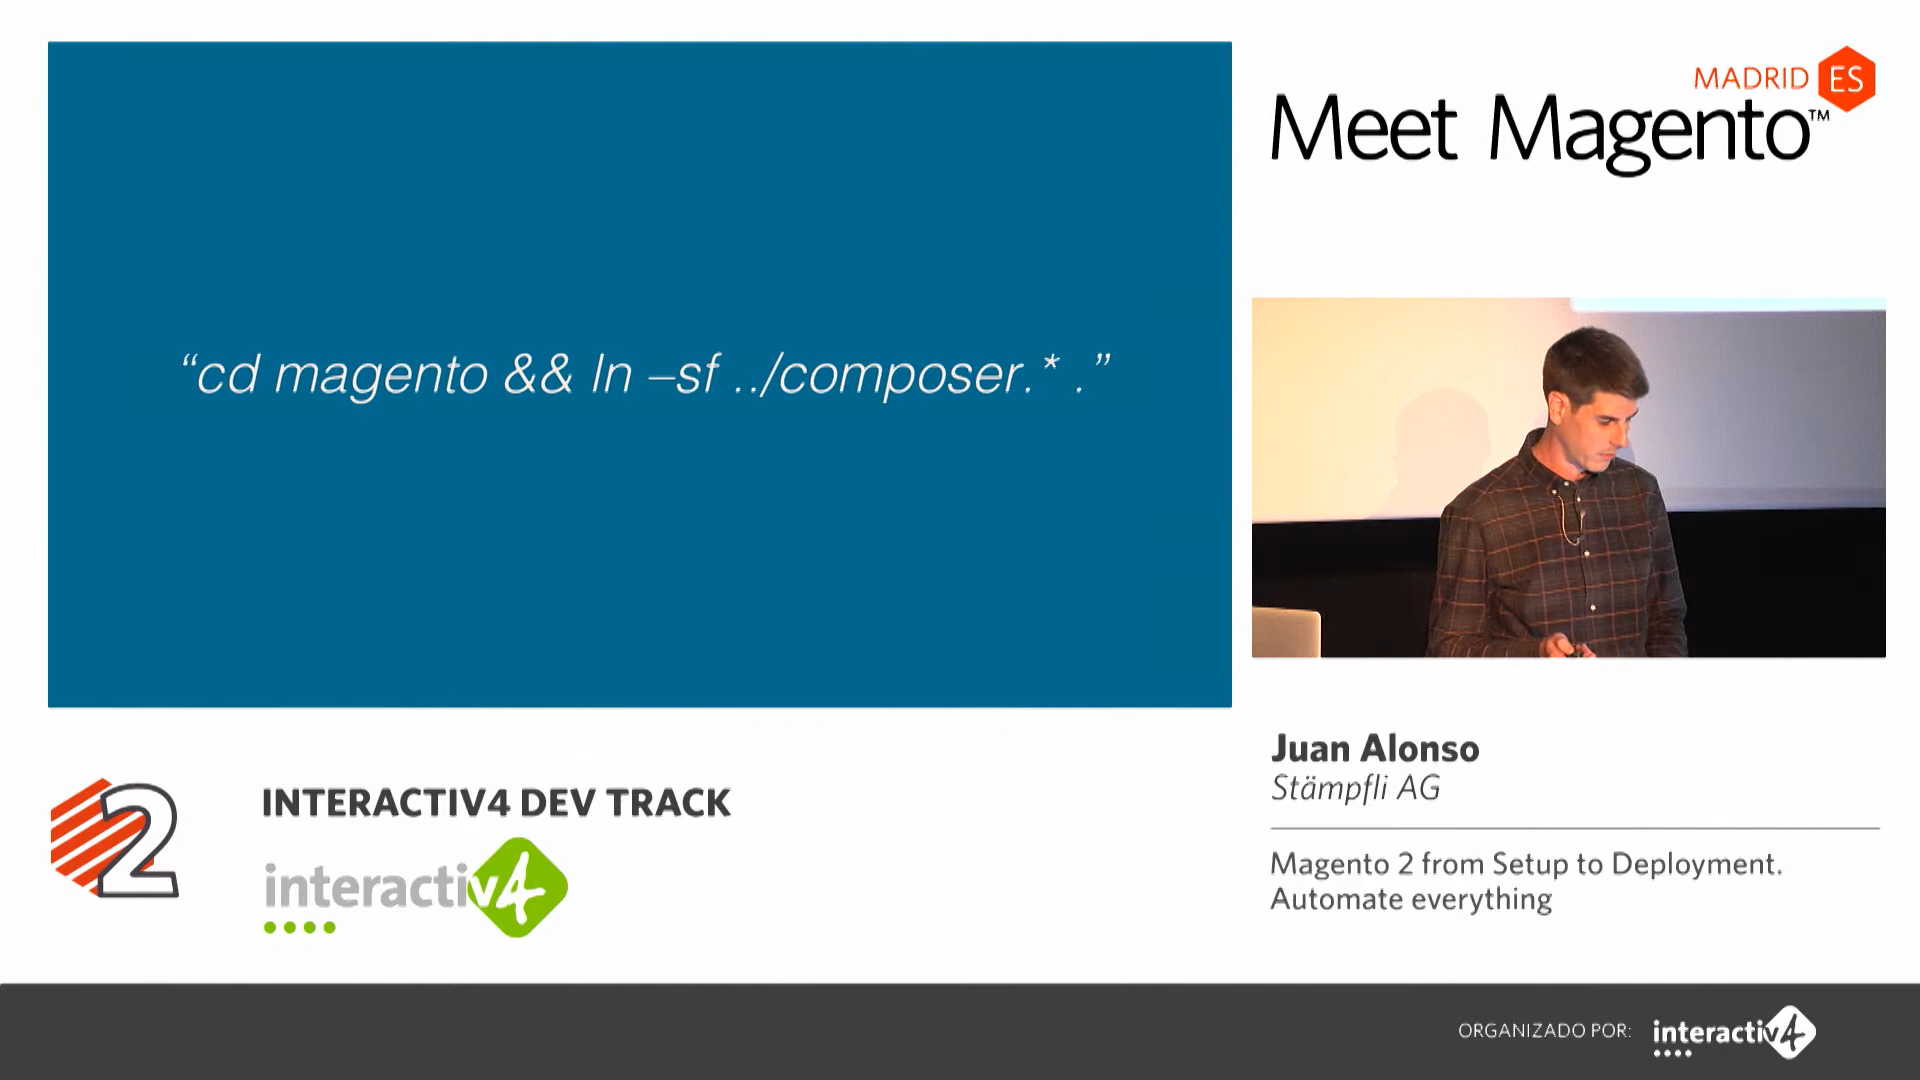 “cd magento && ln –sf ../composer.* .”
MADRID ES
Meet Magento™
Juan Alonso
Stämpfli AG
Magento 2 from Setup to Deployment.
Automate everything
2
INTERACTIV4 DEV TRACK
interactiv4
ORGANIZADO POR: interactiv4